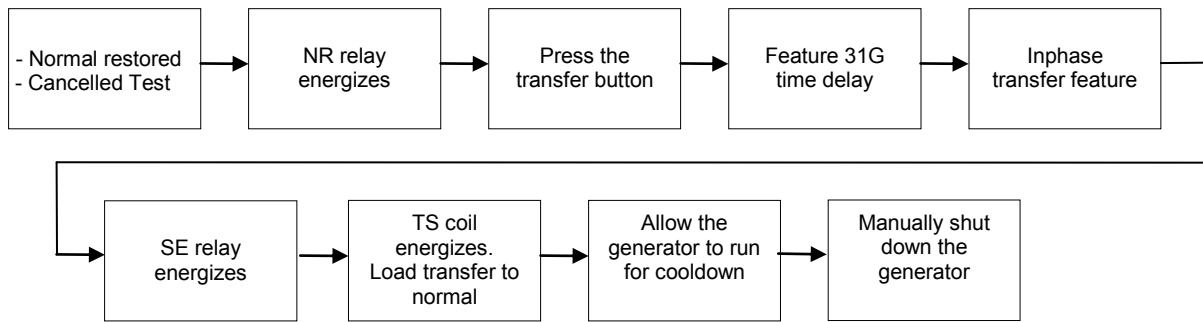 - Normal restored
- Cancelled Test
NR relay
energizes
Press the
transfer button
Feature 31G
time delay
Inphase
transfer feature
SE relay
energizes
TS coil
energizes.
Load transfer to
normal
Allow the
generator to run
for cooldown
Manually shut
down the
generator